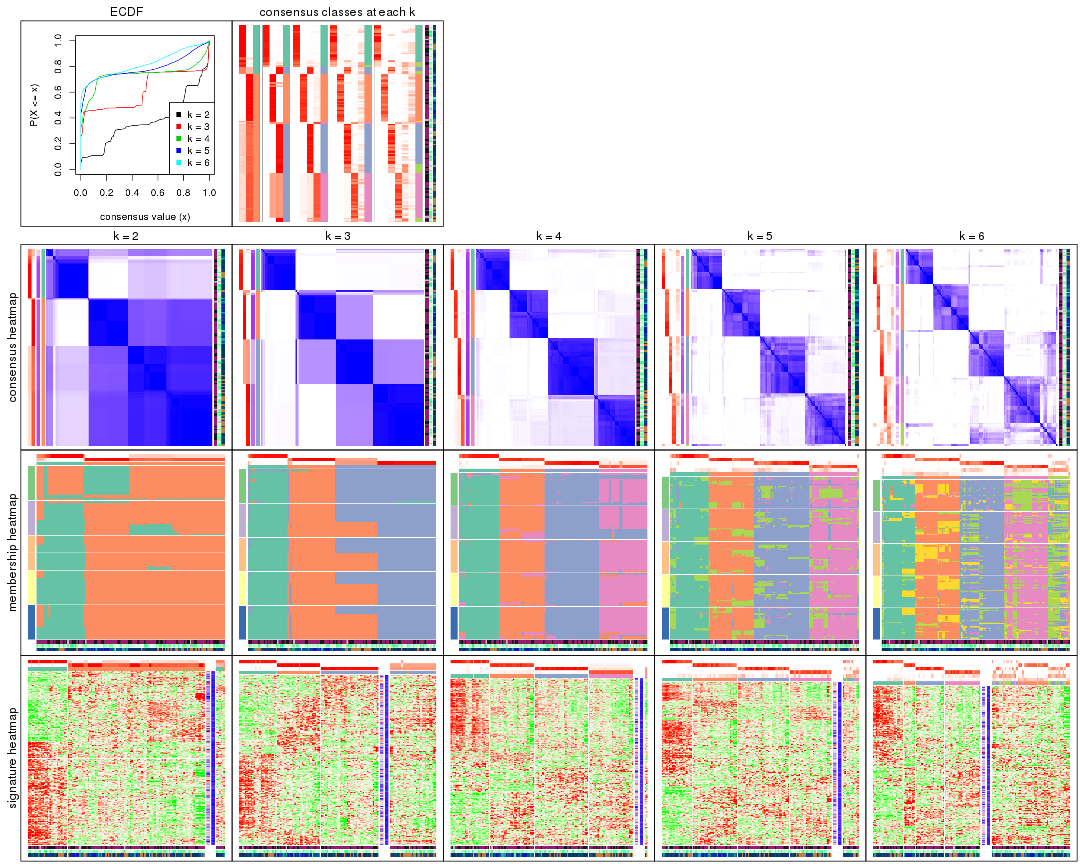 ECDF
consensus classes at each k
P(X <= x)
0.0 0.2 0.4 0.6 0.8 1.0
k = 2
k = 3
k = 4
k = 5
k = 6
0.0 0.2 0.4 0.6 0.8 1.0
consensus value (x)
k = 2 k = 3 k = 4 k = 5 k = 6
consensus heatmap
membership heatmap
signature heatmap